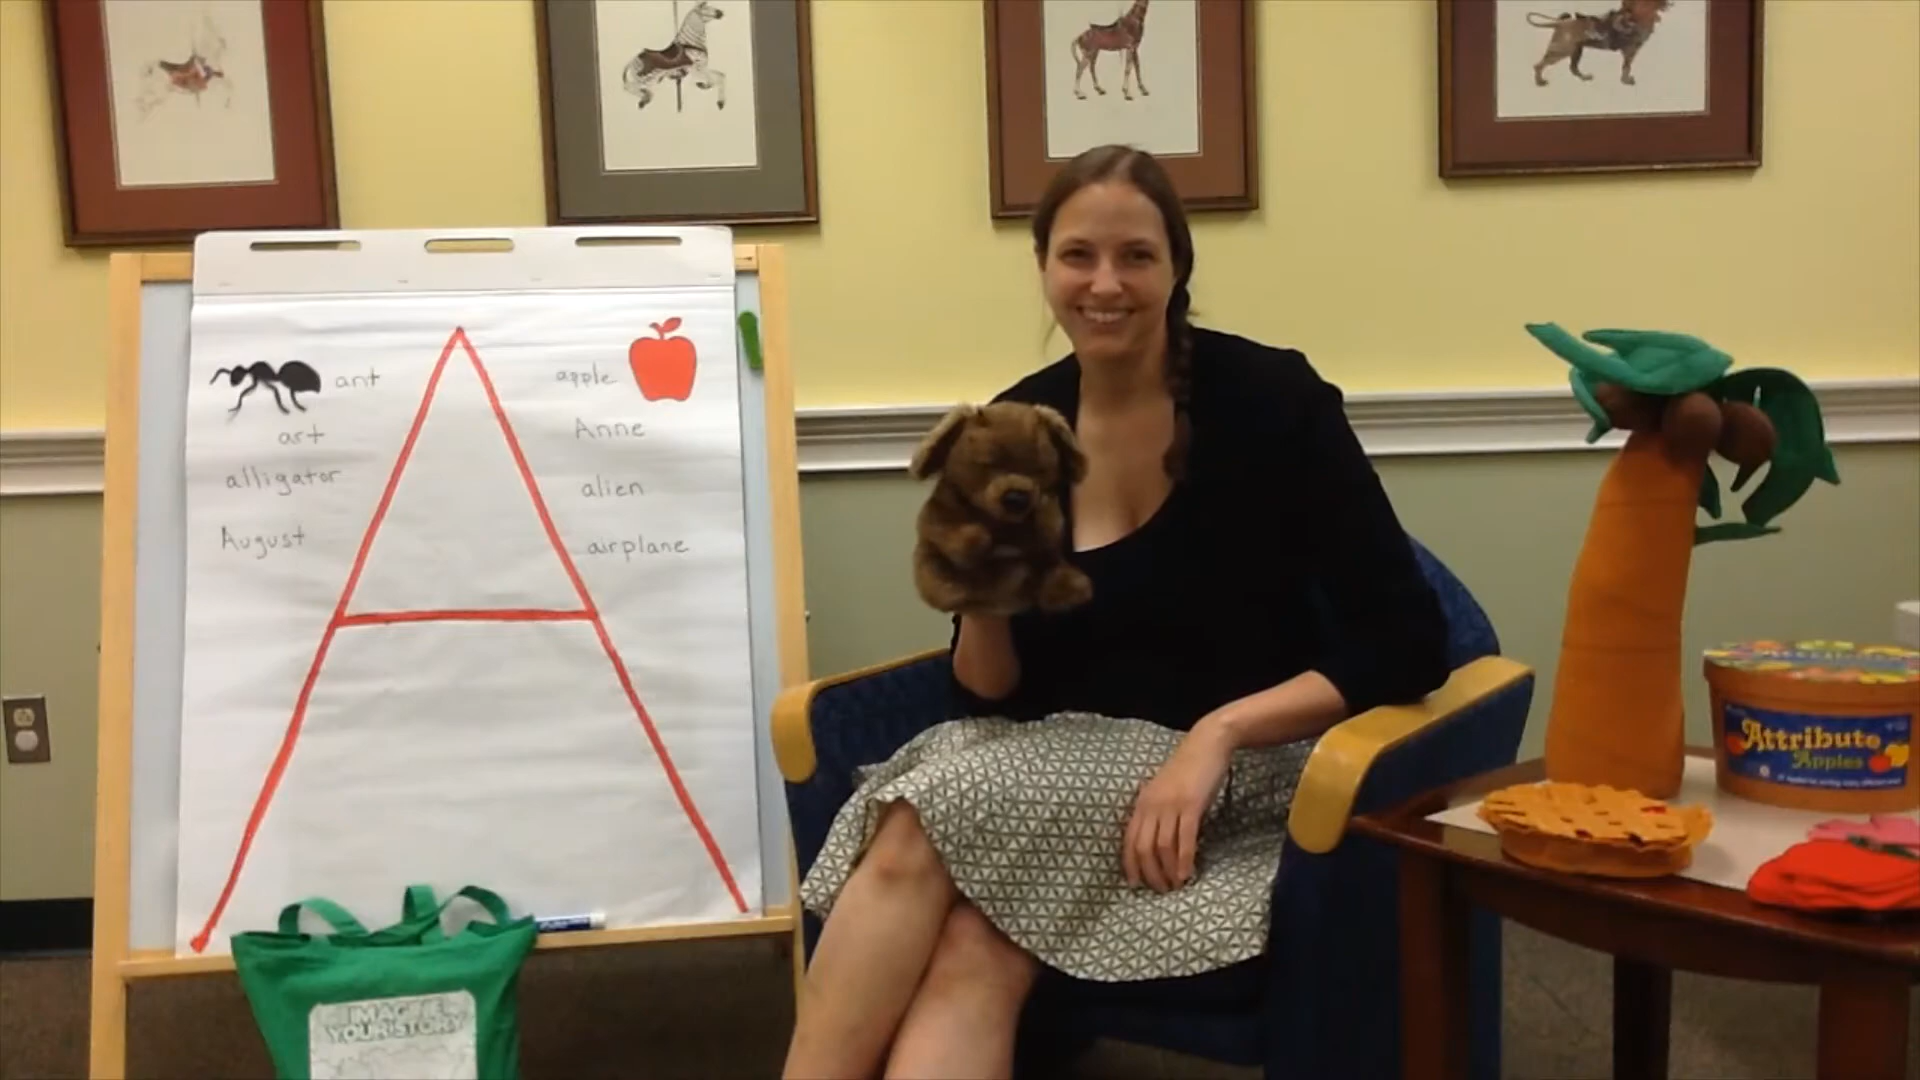 A
ant
art
alligator
August
apple
Anne
alien
airplane
IMAGINE
YOUR STORY
Attribute
Apples